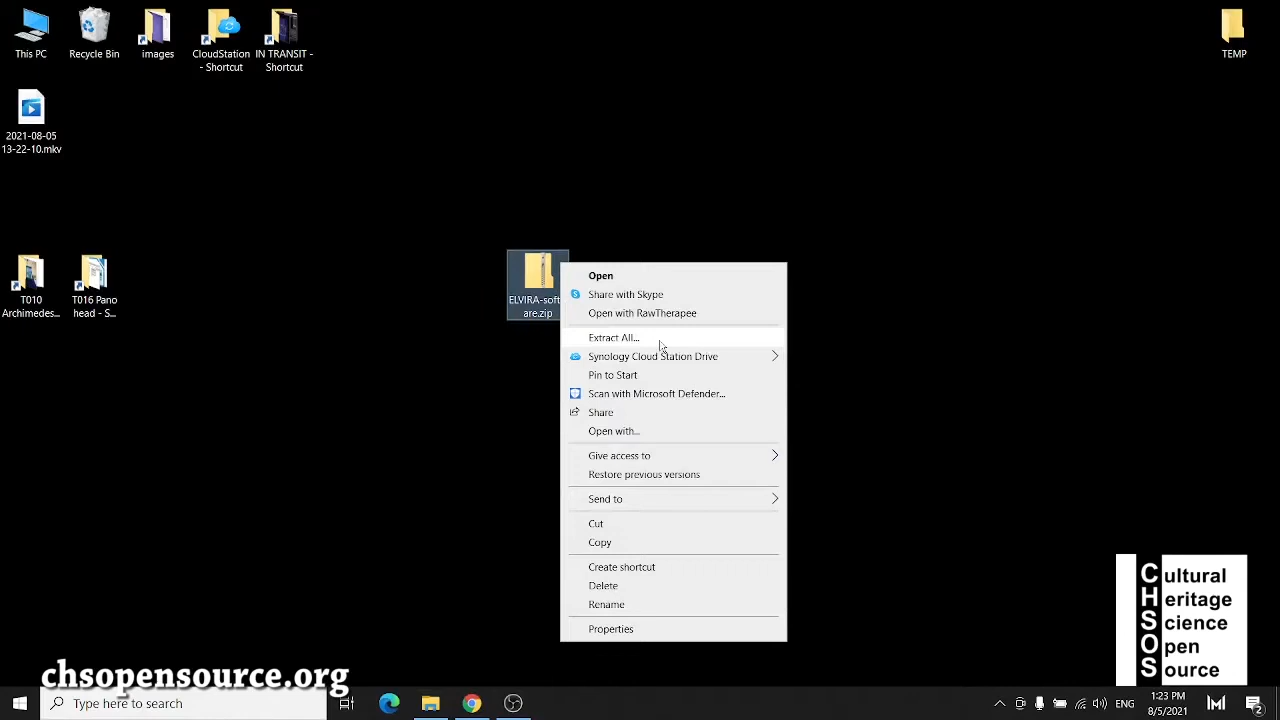 This PC
Recycle Bin
images
CloudStation
- Shortcut
IN TRANSIT -
Shortcut
TEMP
2021-08-05
13-22-10.mkv
T010
Archimedes...
T016 Pano
head - S...
ELVIRA-soft
are.zip
Open
Share with Skype
Open with RawTherapee
Extract All...
Synology Cloud Station Drive
Pin to Start
Scan with Microsoft Defender...
Share
Open with...
Give access to
Restore previous versions
Send to
Cut
Copy
Create shortcut
Delete
Rename
Properties
Cultural
Heritage
Science
Open
Source
chsopensource.org
Type here to search
ENG
1:23 PM
8/5/2021
2